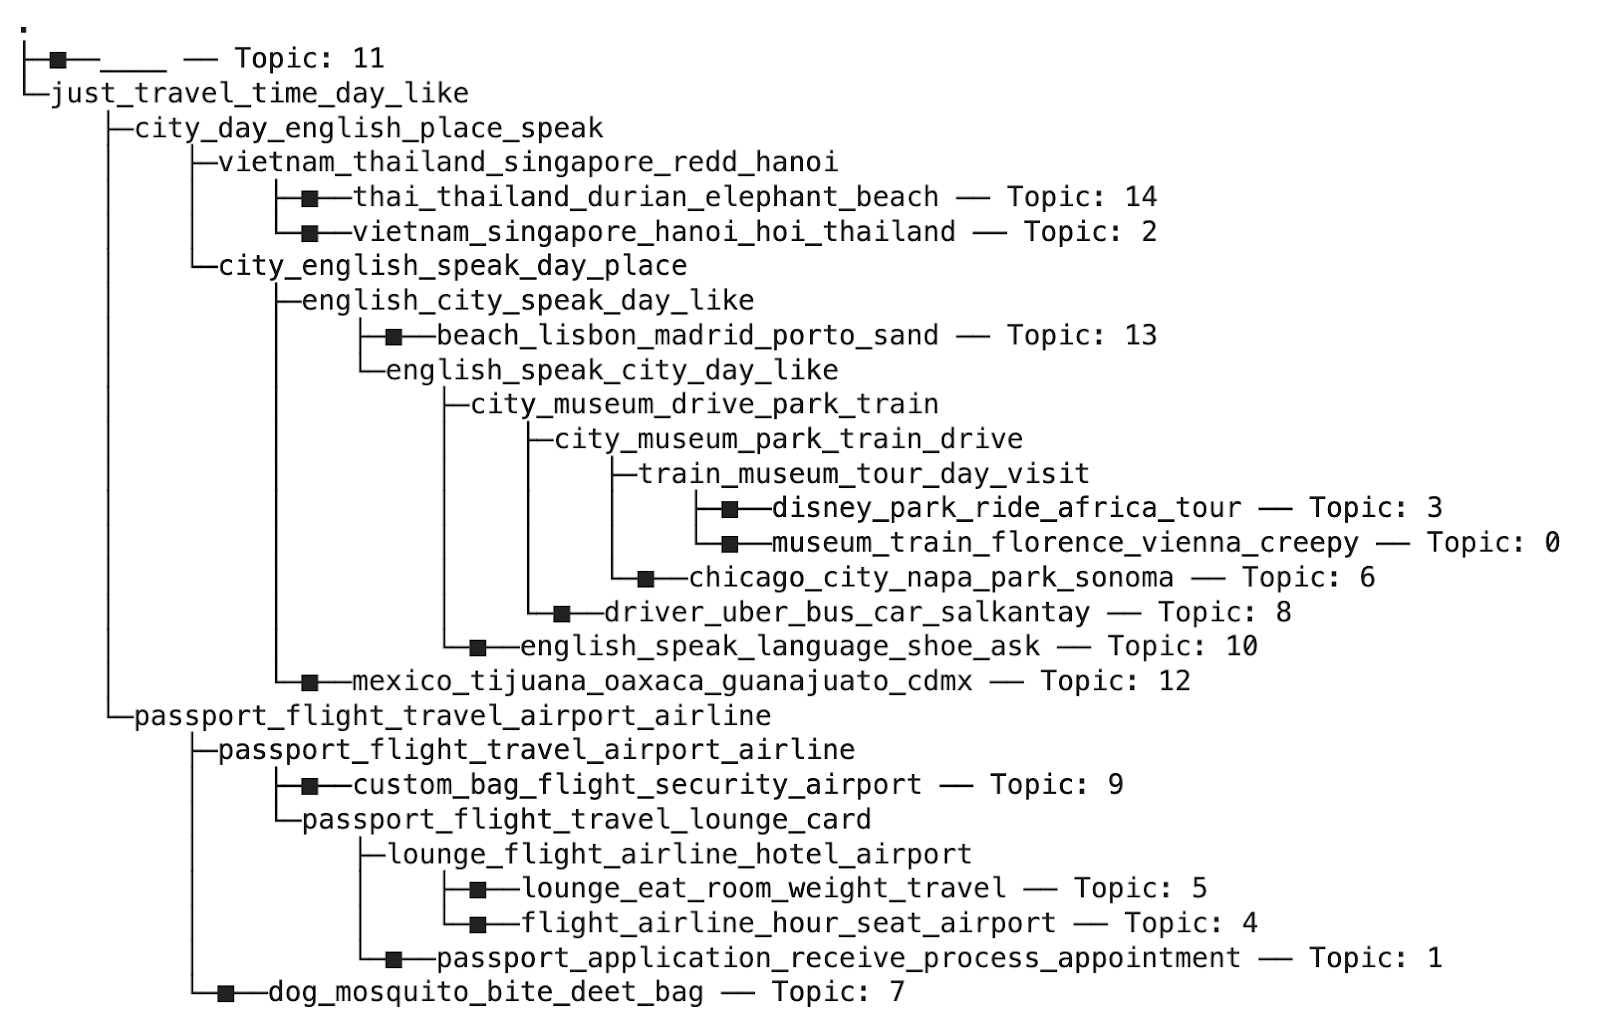 .
├─■──____ ── Topic: 11
└─just_travel_time_day_like
     ├─city_day_english_place_speak
     │    ├─vietnam_thailand_singapore_redd_hanoi
     │    │    ├─■──thai_thailand_durian_elephant_beach ── Topic: 14
     │    │    └─■──vietnam_singapore_hanoi_hoi_thailand ── Topic: 2
     │    └─city_english_speak_day_place
     │         ├─english_city_speak_day_like
     │         │    ├─■──beach_lisbon_madrid_porto_sand ── Topic: 13
     │         │    └─english_speak_city_day_like
     │         │         ├─city_museum_drive_park_train
     │         │         │    ├─city_museum_park_train_drive
     │         │         │    │    ├─train_museum_tour_day_visit
     │         │         │    │    │    ├─■──disney_park_ride_africa_tour ── Topic: 3
     │         │         │    │    │    └─■──museum_train_florence_vienna_creepy ── Topic: 0
     │         │         │    │    └─■──chicago_city_napa_park_sonoma ── Topic: 6
     │         │         │    └─■──driver_uber_bus_car_salkantay ── Topic: 8
     │         │         └─■──english_speak_language_shoe_ask ── Topic: 10
     │         └─■──mexico_tijuana_oaxaca_guanajuato_cdmx ── Topic: 12
     └─passport_flight_travel_airport_airline
          ├─passport_flight_travel_airport_airline
          │    ├─■──custom_bag_flight_security_airport ── Topic: 9
          │    └─passport_flight_travel_lounge_card
          │         ├─lounge_flight_airline_hotel_airport
          │         │    ├─■──lounge_eat_room_weight_travel ── Topic: 5
          │         │    └─■──flight_airline_hour_seat_airport ── Topic: 4
          │         └─■──passport_application_receive_process_appointment ── Topic: 1
          └─■──dog_mosquito_bite_deet_bag ── Topic: 7